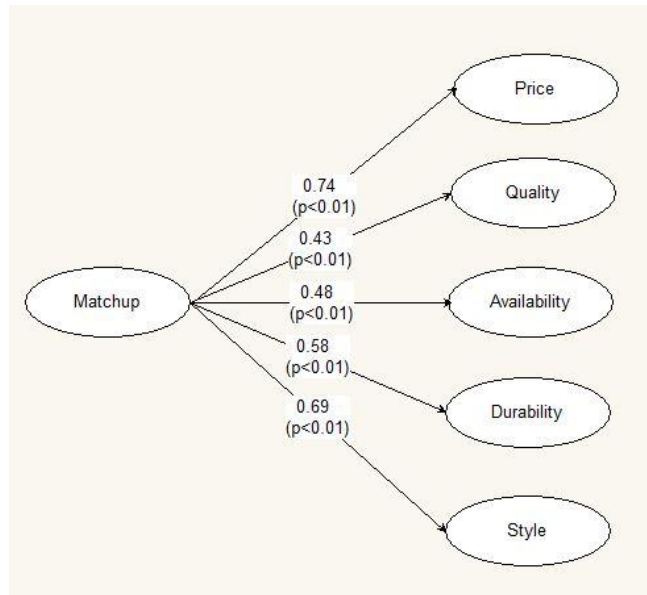 Price
0.74
(p<0.01)
Quality
0.43
(p<0.01)
Matchup
0.48
(p<0.01)
Availability
0.58
(p<0.01)
Durability
0.69
(p<0.01)
Style